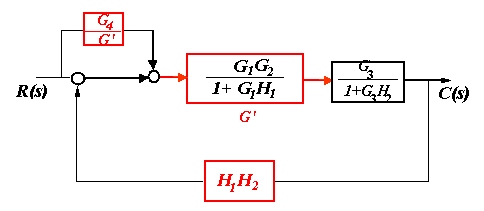 G4
G'
G1G2
1+ G1H1
G'
G3
1+G3H2
R(s)
C(s)
H1H2